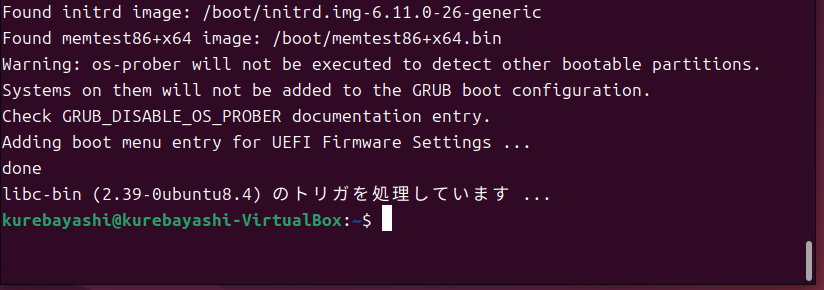 Found initrd image: /boot/initrd.img-6.11.0-26-generic
Found memtest86+x64 image: /boot/memtest86+x64.bin
Warning: os-prober will not be executed to detect other bootable partitions.
Systems on them will not be added to the GRUB boot configuration.
Check GRUB_DISABLE_OS_PROBER documentation entry.
Adding boot menu entry for UEFI Firmware Settings ...
done
libc-bin (2.39-0ubuntu8.4) のトリガを処理しています ...
kurebayashi@kurebayashi-VirtualBox:~$